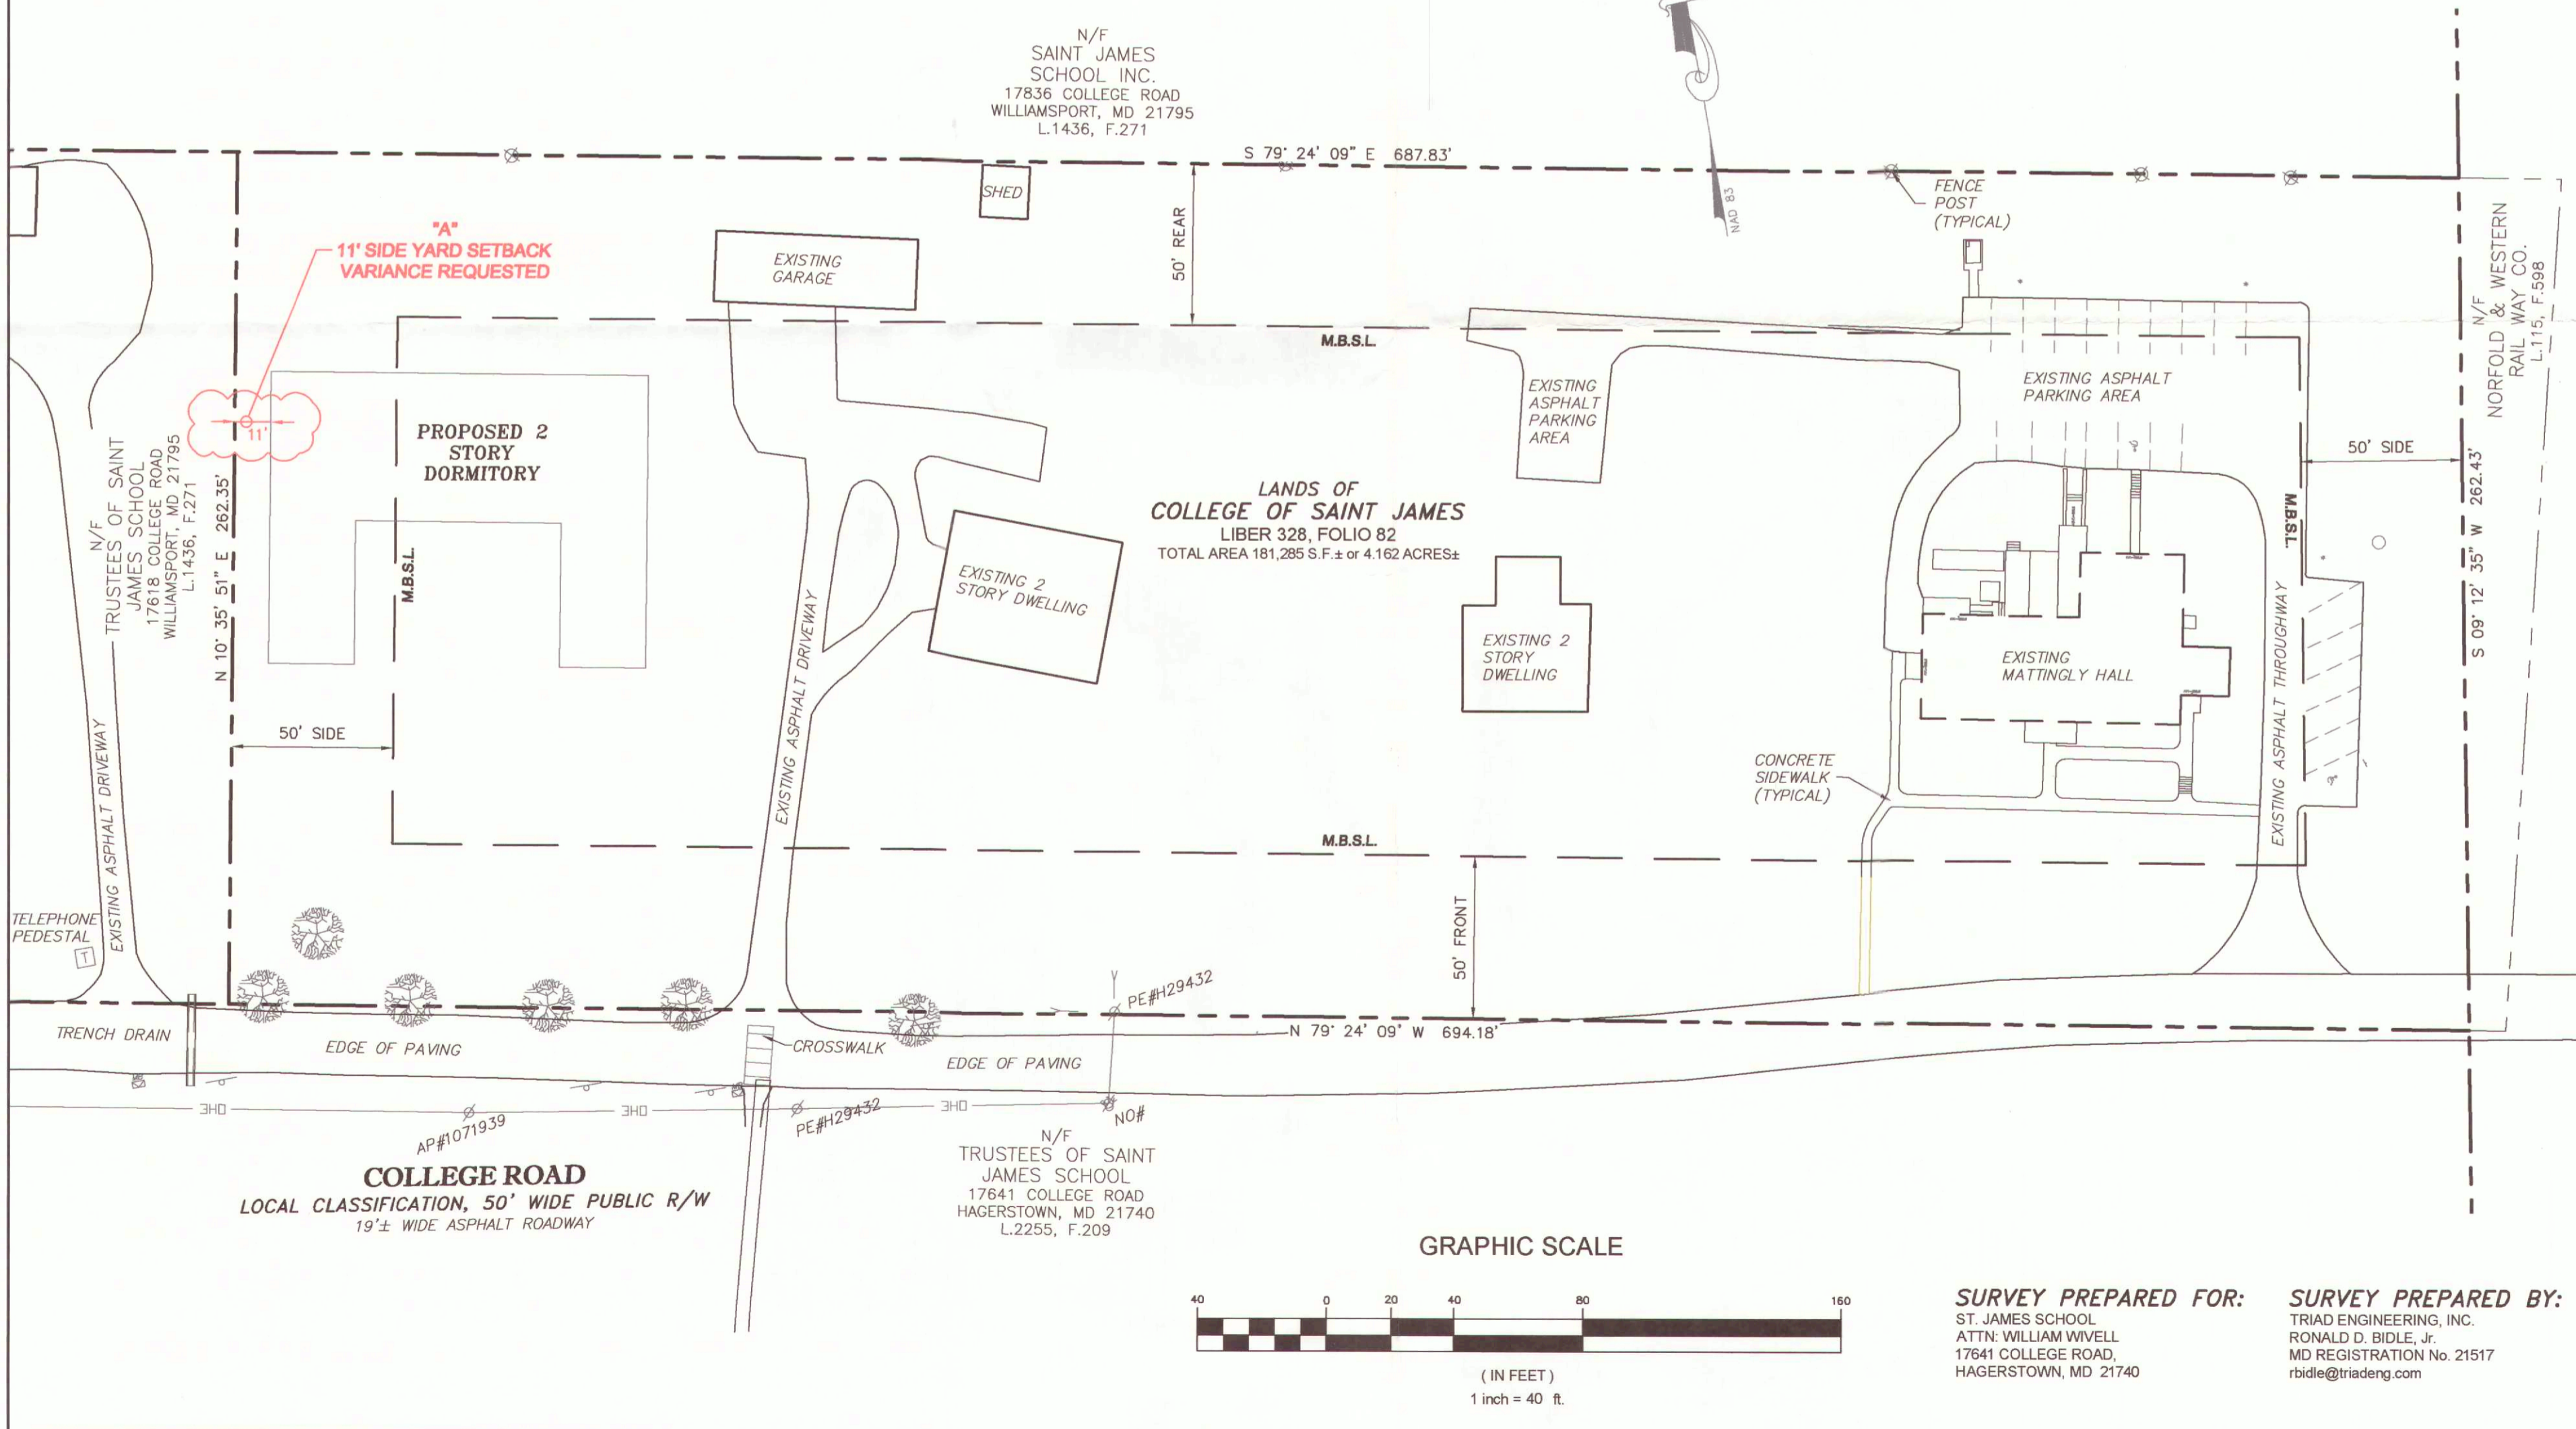 N/F
SAINT JAMES
SCHOOL INC.
17836 COLLEGE ROAD
WILLIAMSPORT, MD 21795
L.1436, F.271
S 79° 24' 09" E 687.83'
SHED
FENCE
POST
(TYPICAL)
NAD 83
"A"
11' SIDE YARD SETBACK
VARIANCE REQUESTED
50' REAR
EXISTING
GARAGE
M.B.S.L.
N/F
NORFOLD & WESTERN
RAIL WAY CO.
L.115, F.598
11'
PROPOSED 2
STORY
DORMITORY
EXISTING
ASPHALT
PARKING
AREA
EXISTING ASPHALT
PARKING AREA
50' SIDE
N/F
TRUSTEES OF SAINT
JAMES SCHOOL
17618 COLLEGE ROAD
WILLIAMSPORT, MD 21795
L.1436, F.271
N 10° 35' 51" E 262.35'
M.B.S.L.
LANDS OF
COLLEGE OF SAINT JAMES
LIBER 328, FOLIO 82
TOTAL AREA 181,285 S.F.± or 4.162 ACRES±
M.B.S.L.
S 09° 12' 35" W 262.43'
EXISTING 2
STORY DWELLING
EXISTING 2
STORY
DWELLING
EXISTING
MATTINGLY HALL
EXISTING ASPHALT THROUGHWAY
50' SIDE
EXISTING ASPHALT DRIVEWAY
EXISTING ASPHALT DRIVEWAY
CONCRETE
SIDEWALK
(TYPICAL)
M.B.S.L.
50' FRONT
TELEPHONE
PEDESTAL
T
PE#H29432
N 79° 24' 09" W 694.18'
TRENCH DRAIN
EDGE OF PAVING
CROSSWALK
EDGE OF PAVING
OHE
OHE
OHE
AP#1071939
PE#H29432
NO#
COLLEGE ROAD
LOCAL CLASSIFICATION, 50' WIDE PUBLIC R/W
19'± WIDE ASPHALT ROADWAY
N/F
TRUSTEES OF SAINT
JAMES SCHOOL
17641 COLLEGE ROAD
HAGERSTOWN, MD 21740
L.2255, F.209
GRAPHIC SCALE
40 0 20 40 80 160
( IN FEET )
1 inch = 40 ft.
SURVEY PREPARED FOR:
ST. JAMES SCHOOL
ATTN: WILLIAM WIVELL
17641 COLLEGE ROAD,
HAGERSTOWN, MD 21740
SURVEY PREPARED BY:
TRIAD ENGINEERING, INC.
RONALD D. BIDLE, Jr.
MD REGISTRATION No. 21517
rbidle@triadeng.com